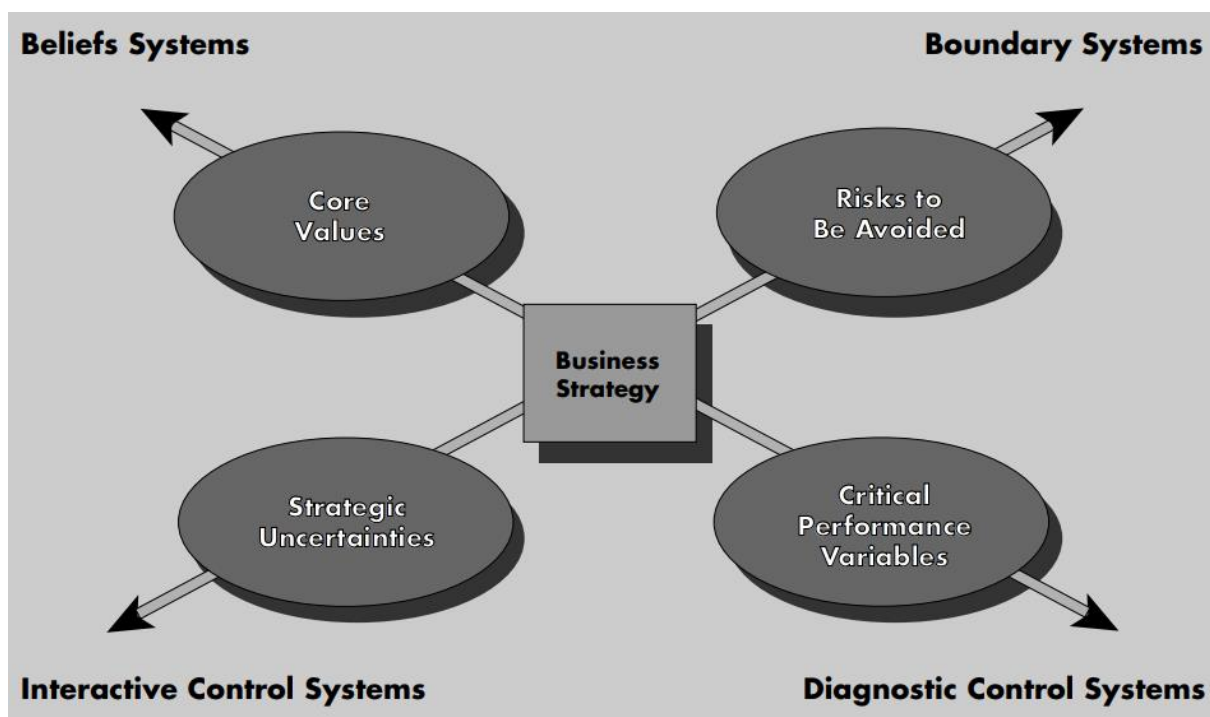 Beliefs Systems
Boundary Systems
Core
Values
Risks to
Be Avoided
Business
Strategy
Strategic
Uncertainties
Critical
Performance
Variables
Interactive Control Systems
Diagnostic Control Systems